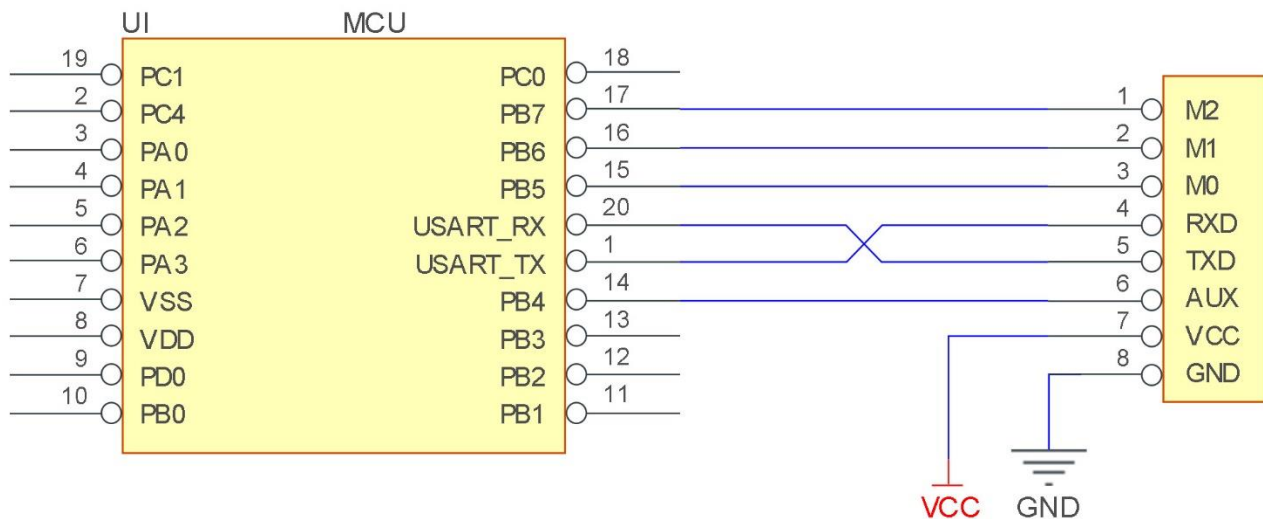 UI MCU
19 PC1 PC0 18
2 PC4 PB7 17 1 M2
3 PA0 PB6 16 2 M1
4 PA1 PB5 15 3 M0
5 PA2 USART_RX 20 4 RXD
6 PA3 USART_TX 1 5 TXD
7 VSS PB4 14 6 AUX
8 VDD PB3 13 7 VCC
9 PD0 PB2 12 8 GND
10 PB0 PB1 11
VCC GND